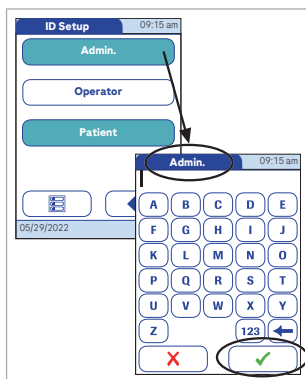 ID Setup 09:15 am
Admin.
Operator
Patient
05/29/2022
Admin. 09:15 am
A B C D E
F G H I J
K L M N O
P Q R S T
U V W X Y
Z 123